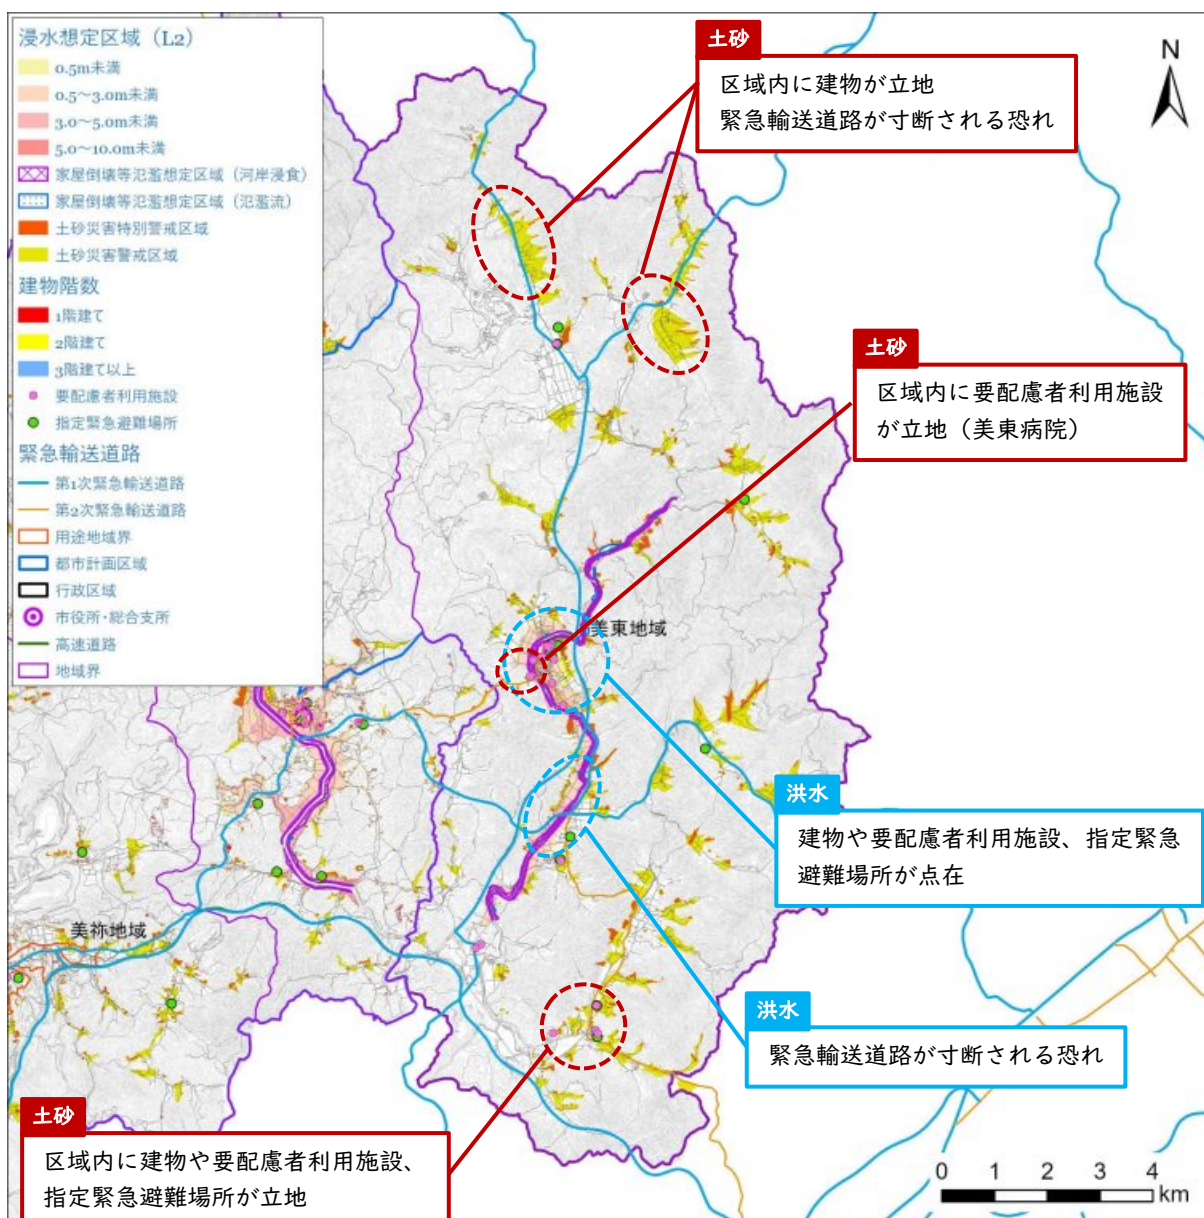 浸水想定区域（L2）
0.5m未満
0.5～3.0m未満
3.0～5.0m未満
5.0～10.0m未満
家屋倒壊等氾濫想定区域（河岸浸食）
家屋倒壊等氾濫想定区域（氾濫流）
土砂災害特別警戒区域
土砂災害警戒区域
建物階数
1階建て
2階建て
3階建て以上
要配慮者利用施設
指定緊急避難場所
緊急輸送道路
第1次緊急輸送道路
第2次緊急輸送道路
用途地域界
都市計画区域
行政区域
市役所・総合支所
高速道路
地域界
土砂
区域内に建物が立地
緊急輸送道路が寸断される恐れ
N
土砂
区域内に要配慮者利用施設
が立地（美東病院）
美東地域
洪水
建物や要配慮者利用施設、指定緊急
避難場所が点在
美祢地域
洪水
緊急輸送道路が寸断される恐れ
土砂
区域内に建物や要配慮者利用施設、
指定緊急避難場所が立地
0 1 2 3 4
km